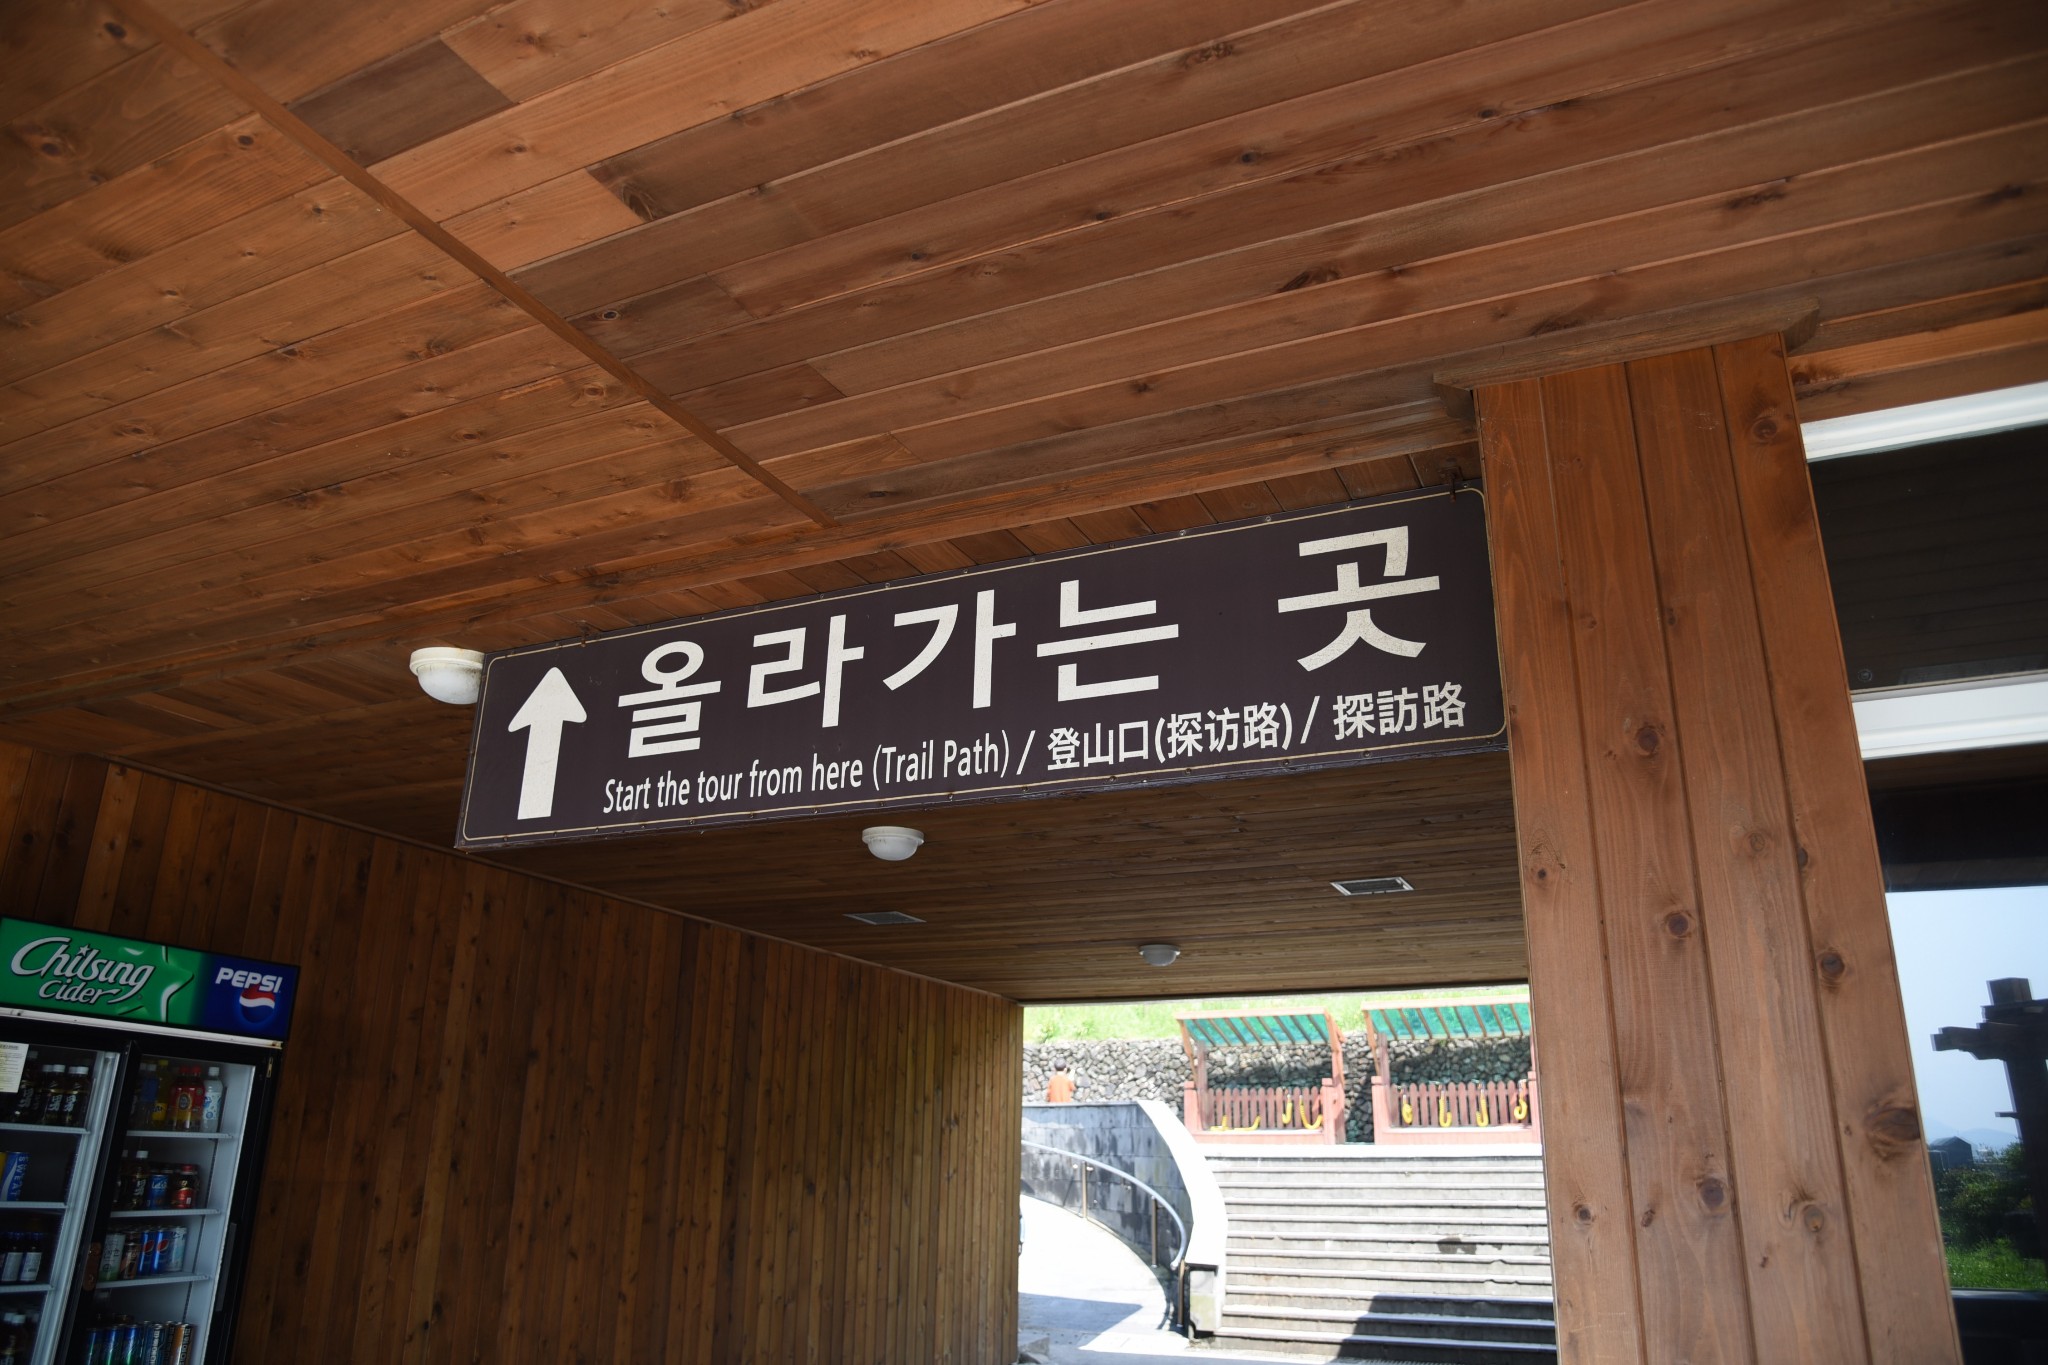 올라가는 곳
Start the tour from here (Trail Path) / 登山口(探访路) / 探訪路
Chilsung
Cider
PEPSI